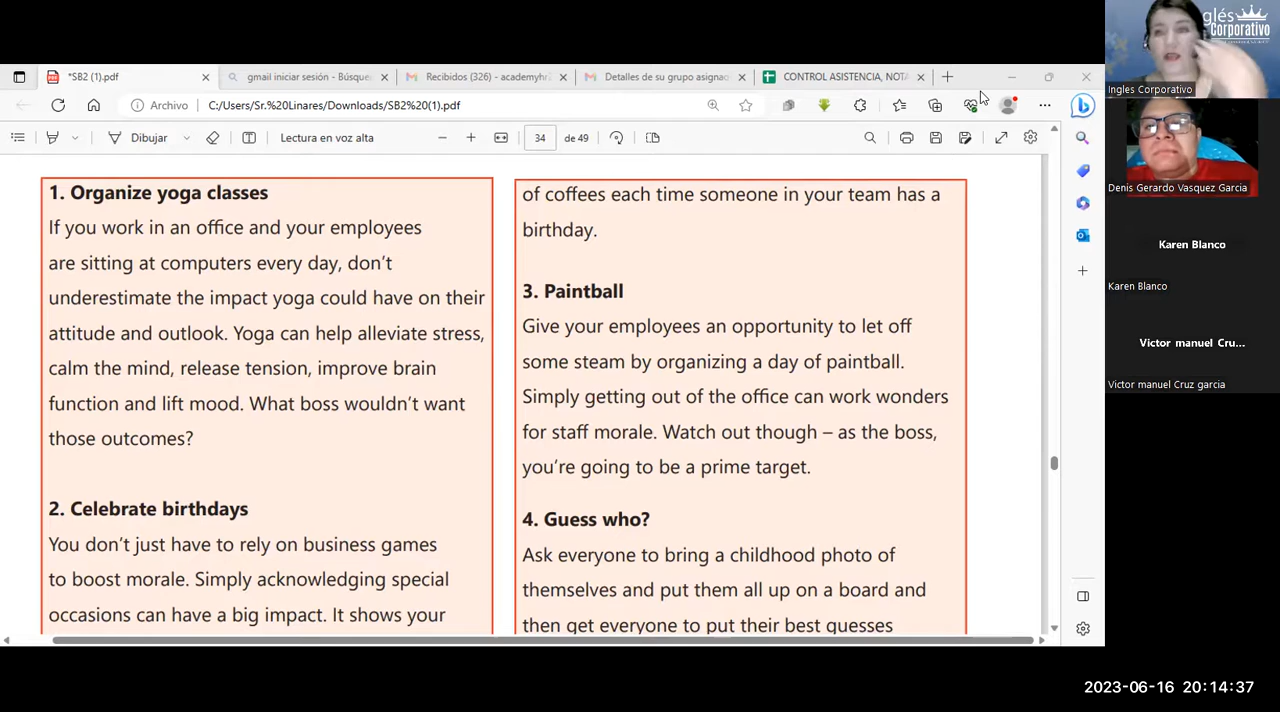 glés
Corporativo
Ingles Corporativo
*SB2 (1).pdf
gmail iniciar sesión - Búsque
Recibidos (326) - academyh
Detalles de su grupo asigna
CONTROL ASISTENCIA, NOTA
Archivo
C:/Users/Sr.%20Linares/Downloads/SB2%20(1).pdf
Dibujar
Lectura en voz alta
34
de 49
1. Organize yoga classes
If you work in an office and your employees
are sitting at computers every day, don't
underestimate the impact yoga could have on their
attitude and outlook. Yoga can help alleviate stress,
calm the mind, release tension, improve brain
function and lift mood. What boss wouldn't want
those outcomes?
2. Celebrate birthdays
You don't just have to rely on business games
to boost morale. Simply acknowledging special
occasions can have a big impact. It shows your
of coffees each time someone in your team has a
birthday.
3. Paintball
Give your employees an opportunity to let off
some steam by organizing a day of paintball.
Simply getting out of the office can work wonders
for staff morale. Watch out though – as the boss,
you're going to be a prime target.
4. Guess who?
Ask everyone to bring a childhood photo of
themselves and put them all up on a board and
then get everyone to put their best guesses
Denis Gerardo Vasquez Garcia
Karen Blanco
Karen Blanco
Victor manuel Cru...
Victor manuel Cruz garcia
2023-06-16 20:14:37